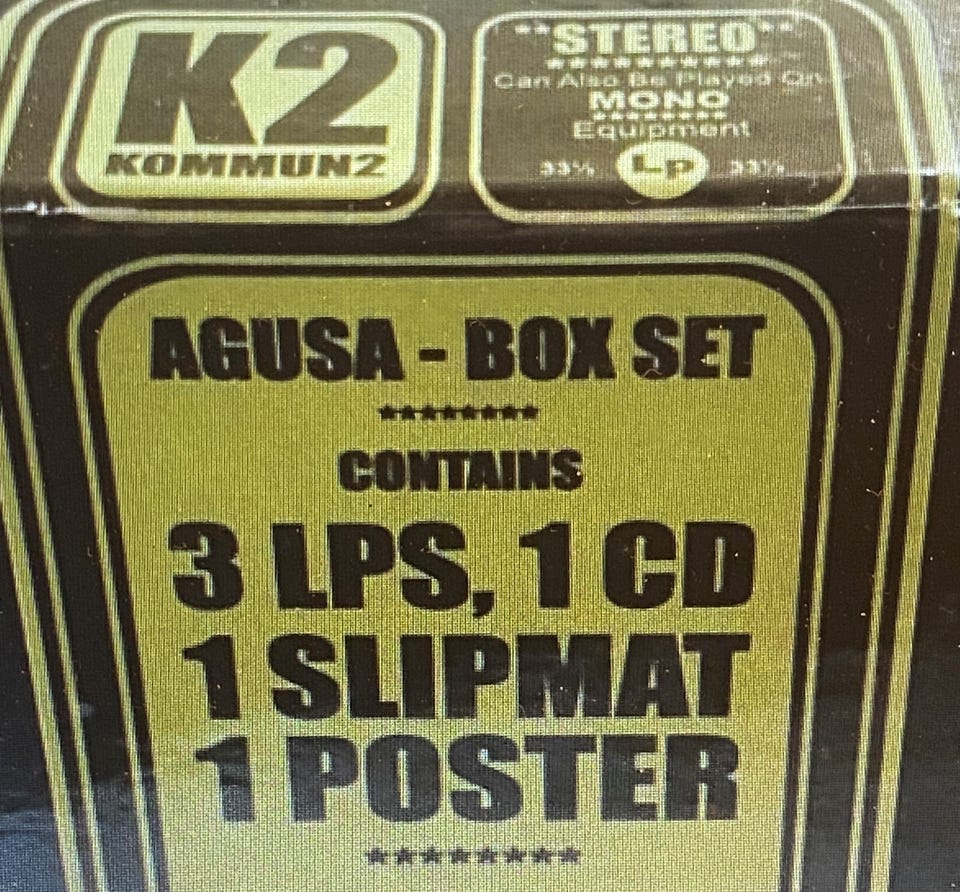 K2
KOMMUN2
"STEREO"
**********
Can Also Be Played On
MONO
********
Equipment
33⅓ Lp 33⅓
AGUSA - BOX SET
********
CONTAINS
3 LPS, 1 CD
1 SLIPMAT
1 POSTER
********